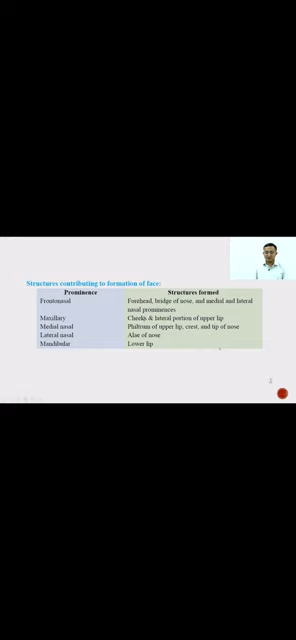 Structures contributing to formation of face:
Prominence Structures formed
Frontonasal Forehead, bridge of nose, and medial and lateral
nasal prominences
Maxillary Cheeks & lateral portion of upper lip
Medial nasal Philtrum of upper lip, crest, and tip of nose
Lateral nasal Alae of nose
Mandibular Lower lip